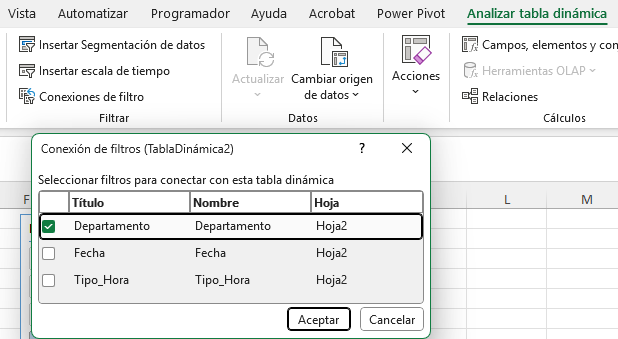 Vista Automatizar Programador Ayuda Acrobat Power Pivot Analizar tabla dinámica
Insertar Segmentación de datos
Insertar escala de tiempo
Conexiones de filtro
Filtrar
Actualizar
Cambiar origen
de datos
Datos
Acciones
Campos, elementos y con
Herramientas OLAP
Relaciones
Cálculos
Conexión de filtros (TablaDinámica2) ?
Seleccionar filtros para conectar con esta tabla dinámica
Título Nombre Hoja
Departamento Departamento Hoja2
Fecha Fecha Hoja2
Tipo_Hora Tipo_Hora Hoja2
Aceptar Cancelar
F L M N